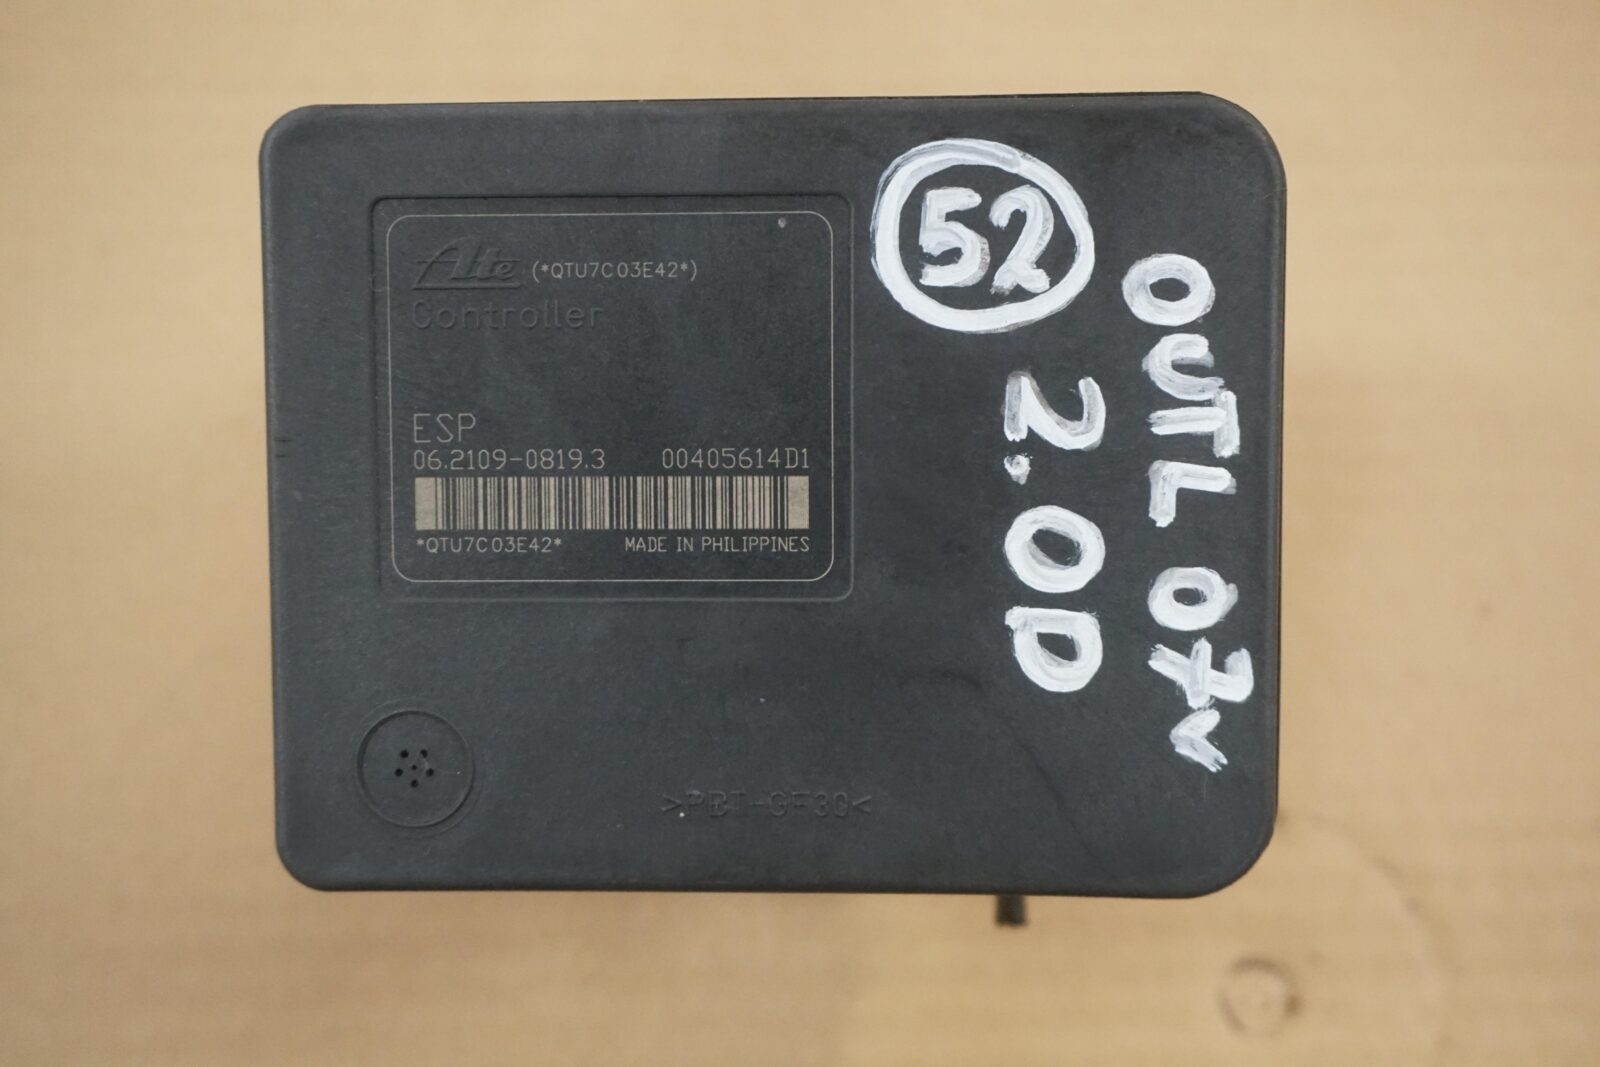 Ate (*QTU7C03E42*)
Controller
ESP
06.2109-0819.3 00405614D1
*QTU7C03E42* MADE IN PHILIPPINES
>PBT-GF30<
52
2.0D
OUTL 07